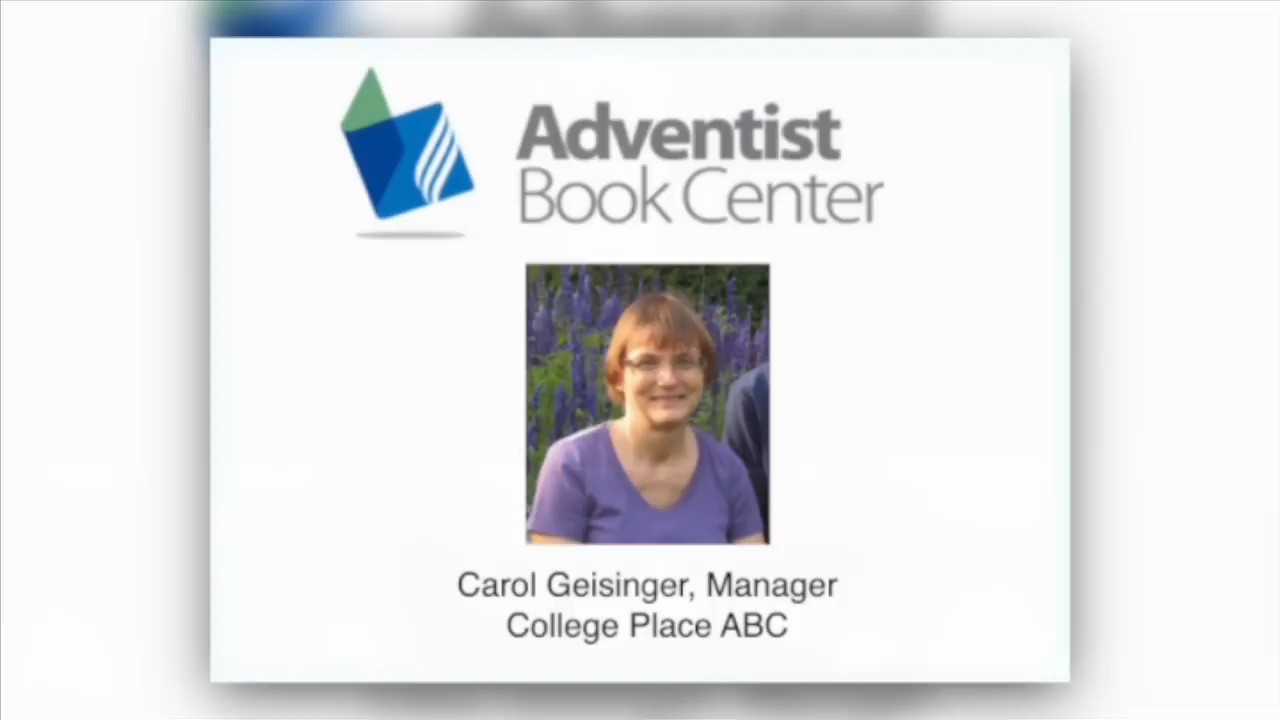 Adventist
Book Center
Carol Geisinger, Manager
College Place ABC